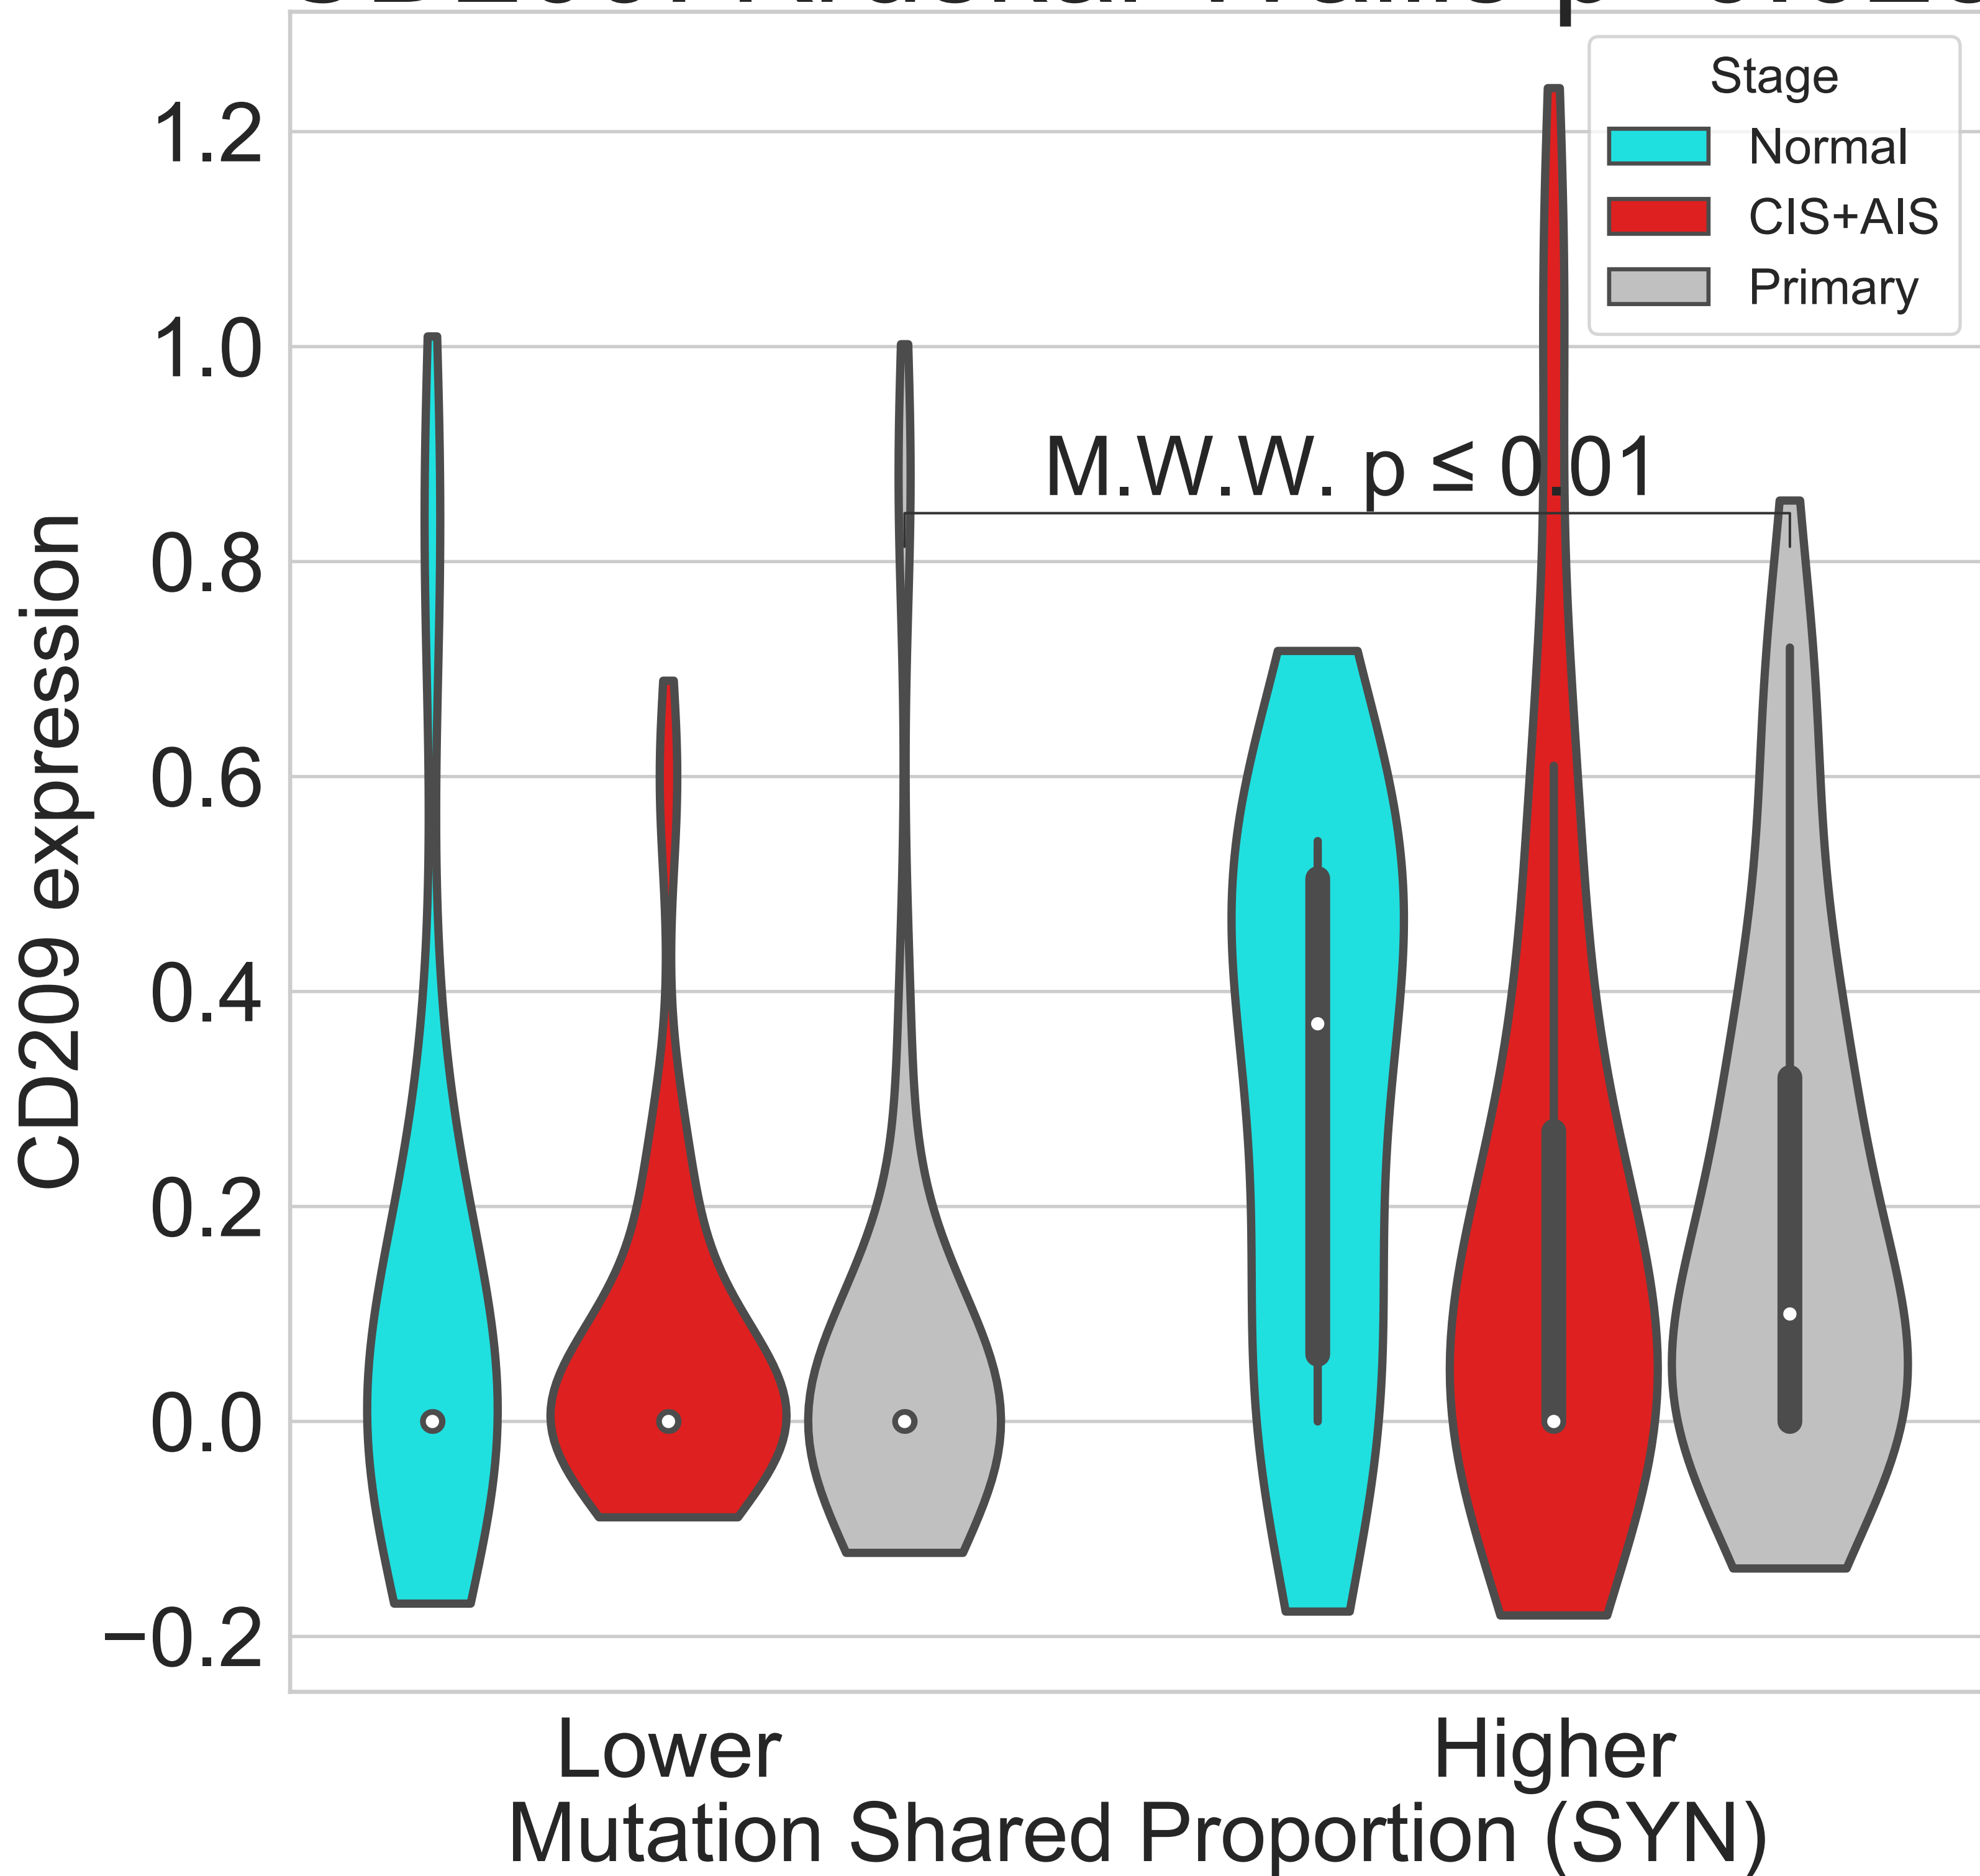 Stage
Normal
CIS+AIS
Primary
1.2
1.0
0.8
0.6
0.4
0.2
0.0
−0.2
CD209 expression
M.W.W. p ≤ 0.01
Lower
Higher
Mutation Shared Proportion (SYN)